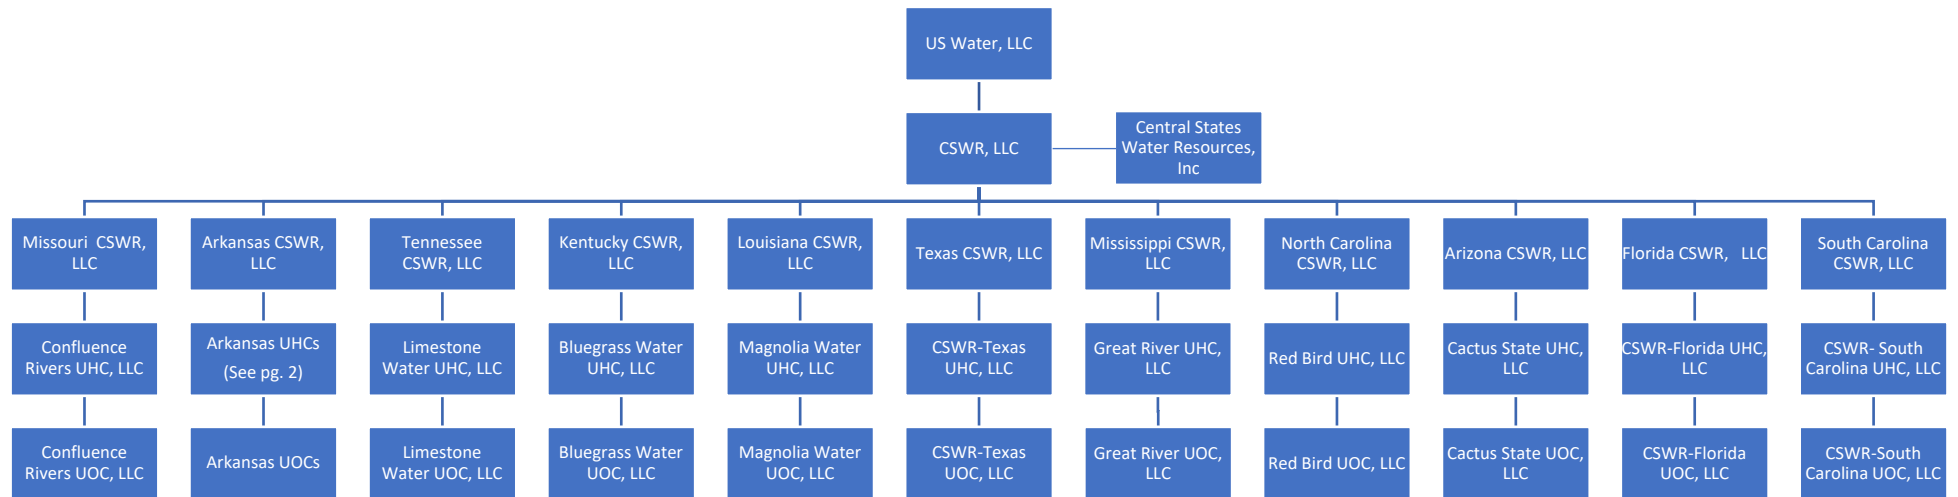 US Water, LLC
CSWR, LLC
Central States
Water Resources,
Inc
Missouri CSWR,
LLC
Arkansas CSWR,
LLC
Tennessee
CSWR, LLC
Kentucky CSWR,
LLC
Louisiana CSWR,
LLC
Texas CSWR, LLC
Mississippi CSWR,
LLC
North Carolina
CSWR, LLC
Arizona CSWR, LLC
Florida CSWR, LLC
South Carolina
CSWR, LLC
Confluence
Rivers UHC, LLC
Arkansas UHCs
(See pg. 2)
Limestone
Water UHC, LLC
Bluegrass Water
UHC, LLC
Magnolia Water
UHC, LLC
CSWR-Texas
UHC, LLC
Great River UHC,
LLC
Red Bird UHC, LLC
Cactus State UHC,
LLC
CSWR-Florida UHC,
LLC
CSWR- South
Carolina UHC, LLC
Confluence
Rivers UOC, LLC
Arkansas UOCs
Limestone
Water UOC, LLC
Bluegrass Water
UOC, LLC
Magnolia Water
UOC, LLC
CSWR-Texas
UOC, LLC
Great River UOC,
LLC
Red Bird UOC, LLC
Cactus State UOC,
LLC
CSWR-Florida
UOC, LLC
CSWR-South
Carolina UOC, LLC